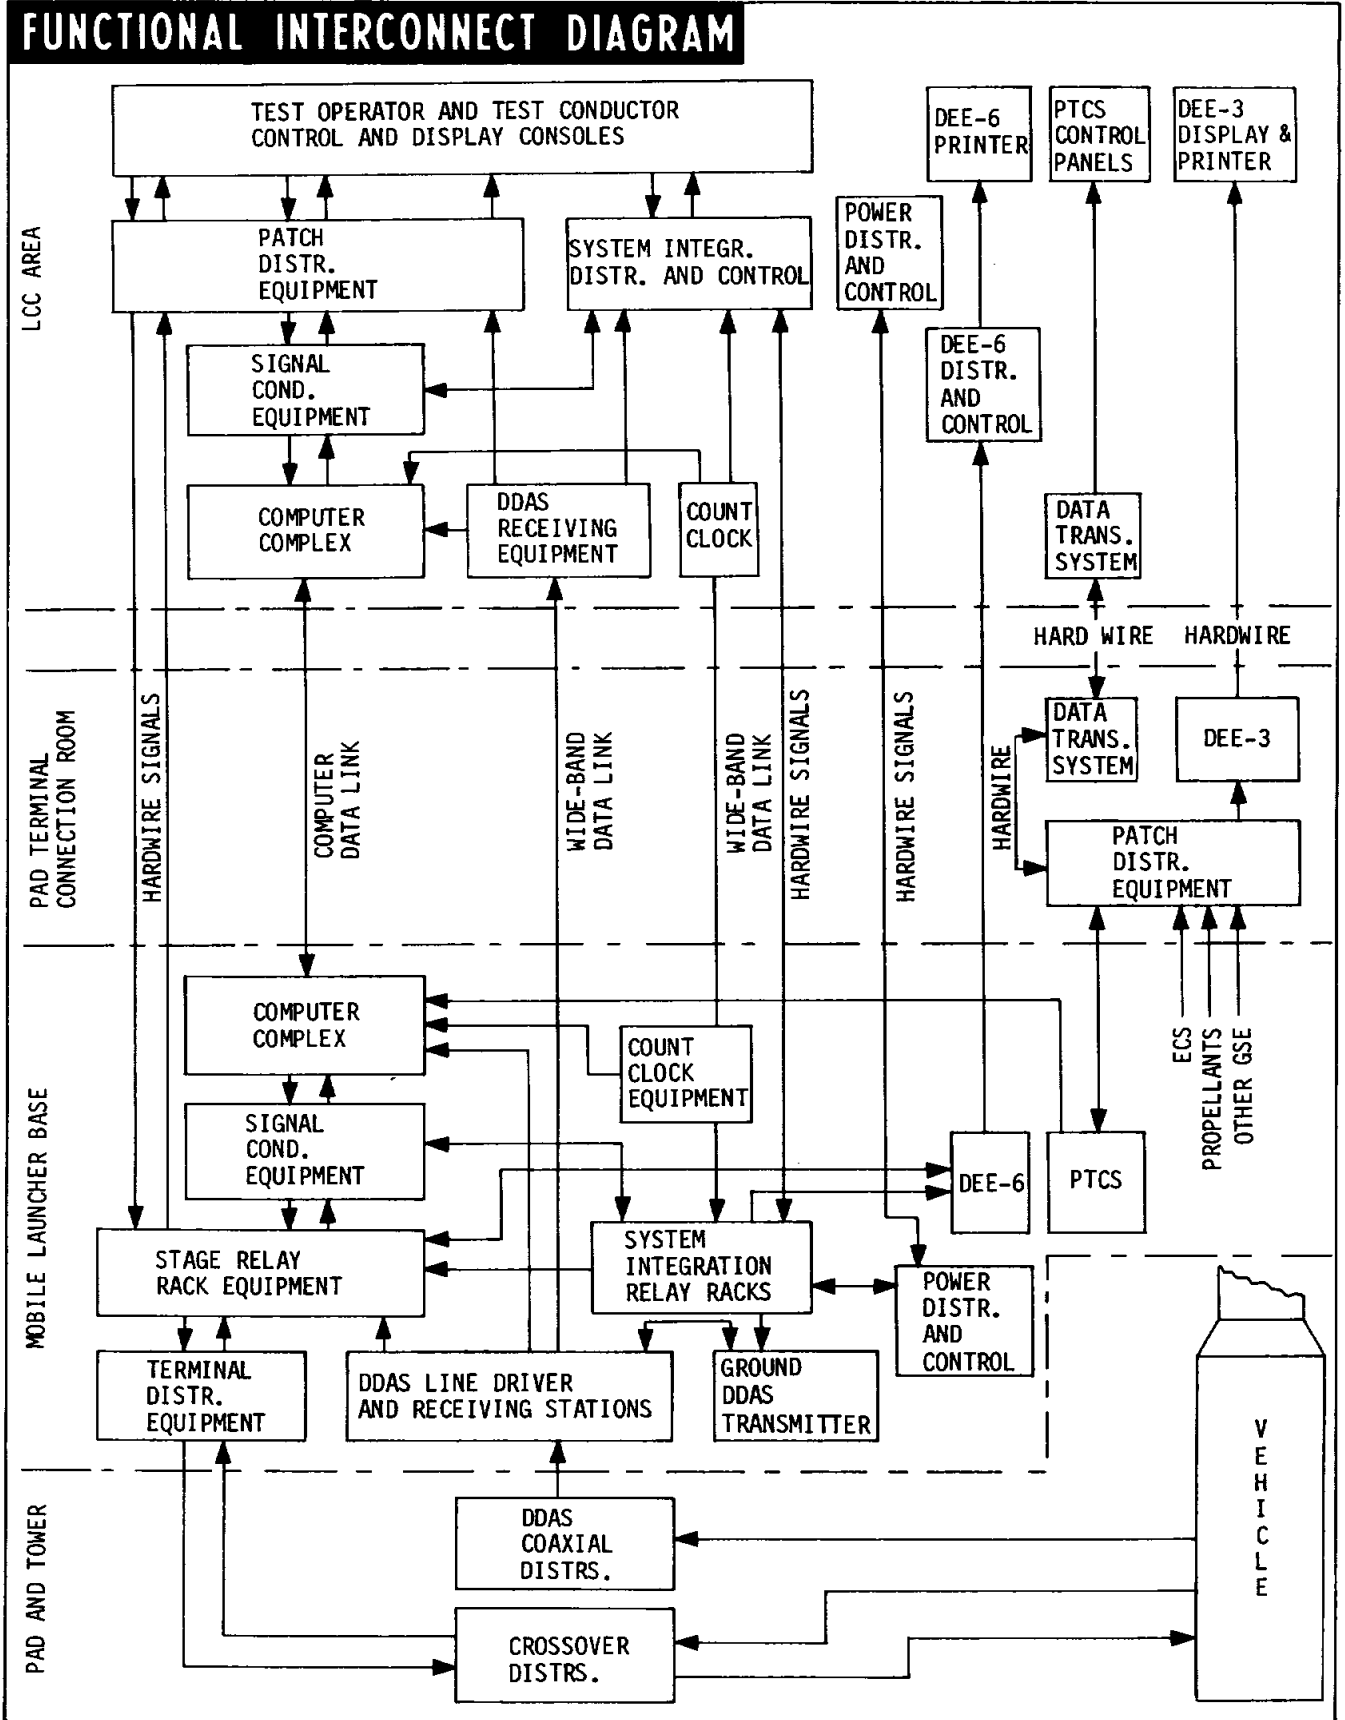 FUNCTIONAL INTERCONNECT DIAGRAM
TEST OPERATOR AND TEST CONDUCTOR
CONTROL AND DISPLAY CONSOLES
DEE-6
PRINTER
PTCS
CONTROL
PANELS
DEE-3
DISPLAY &
PRINTER
LCC AREA
PATCH
DISTR.
EQUIPMENT
SYSTEM INTEGR.
DISTR. AND CONTROL
POWER
DISTR.
AND
CONTROL
DEE-6
DISTR.
AND
CONTROL
SIGNAL
COND.
EQUIPMENT
COMPUTER
COMPLEX
DDAS
RECEIVING
EQUIPMENT
COUNT
CLOCK
DATA
TRANS.
SYSTEM
HARD WIRE
HARDWIRE
PAD TERMINAL
CONNECTION ROOM
HARDWIRE SIGNALS
COMPUTER
DATA LINK
WIDE-BAND
DATA LINK
WIDE-BAND
DATA LINK
HARDWIRE SIGNALS
HARDWIRE SIGNALS
HARDWIRE
DATA
TRANS.
SYSTEM
DEE-3
PATCH
DISTR.
EQUIPMENT
MOBILE LAUNCHER BASE
COMPUTER
COMPLEX
COUNT
CLOCK
EQUIPMENT
ECS
PROPELLANTS
OTHER GSE
SIGNAL
COND.
EQUIPMENT
DEE-6
PTCS
STAGE RELAY
RACK EQUIPMENT
SYSTEM
INTEGRATION
RELAY RACKS
POWER
DISTR.
AND
CONTROL
TERMINAL
DISTR.
EQUIPMENT
DDAS LINE DRIVER
AND RECEIVING STATIONS
GROUND
DDAS
TRANSMITTER
VEHICLE
PAD AND TOWER
DDAS
COAXIAL
DISTRS.
CROSSOVER
DISTRS.